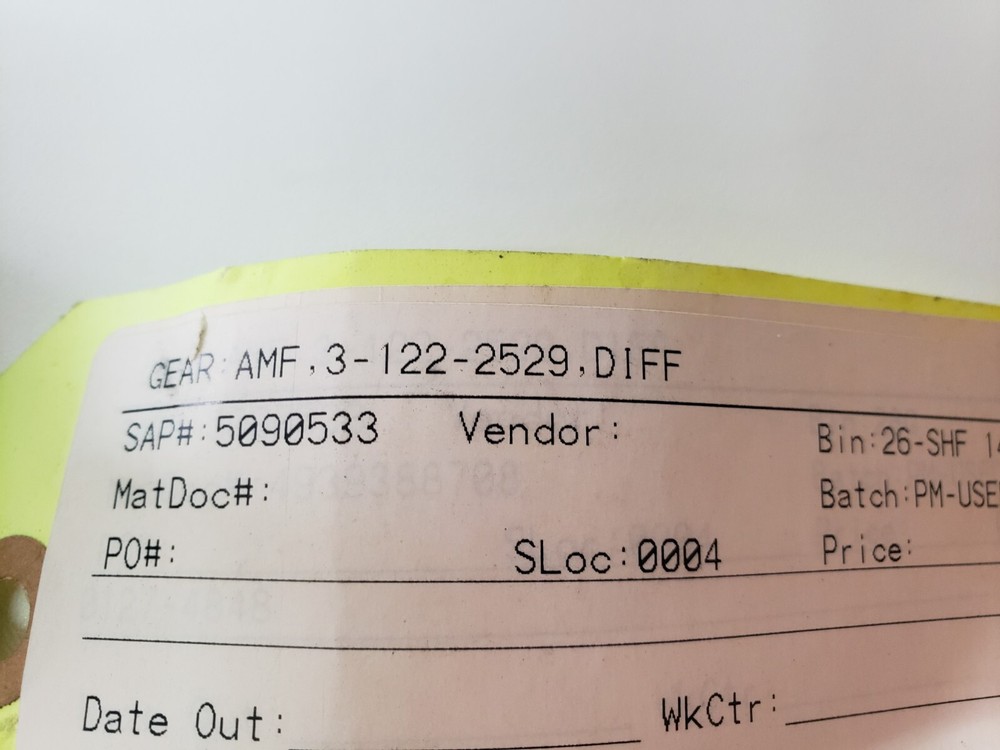 GEAR:AMF,3-122-2529,DIFF
SAP#:5090533 Vendor: Bin:26-SHF
MatDoc#: Batch:PM-USE
PO#: SLoc:0004 Price:
Date Out: WkCtr: